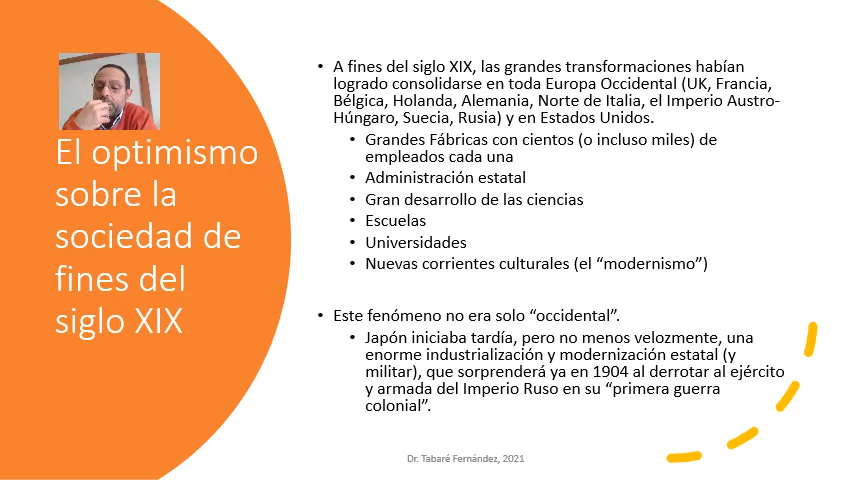 El optimismo
sobre la
sociedad de
fines del
siglo XIX
• A fines del siglo XIX, las grandes transformaciones habían
logrado consolidarse en toda Europa Occidental (UK, Francia,
Bélgica, Holanda, Alemania, Norte de Italia, el Imperio Austro-
Húngaro, Suecia, Rusia) y en Estados Unidos.
• Grandes Fábricas con cientos (o incluso miles) de
empleados cada una
• Administración estatal
• Gran desarrollo de las ciencias
• Escuelas
• Universidades
• Nuevas corrientes culturales (el “modernismo”)
• Este fenómeno no era solo “occidental”.
• Japón iniciaba tardía, pero no menos velozmente, una
enorme industrialización y modernización estatal (y
militar), que sorprenderá ya en 1904 al derrotar al ejército
y armada del Imperio Ruso en su “primera guerra
colonial”.
Dr. Tabaré Fernández, 2021